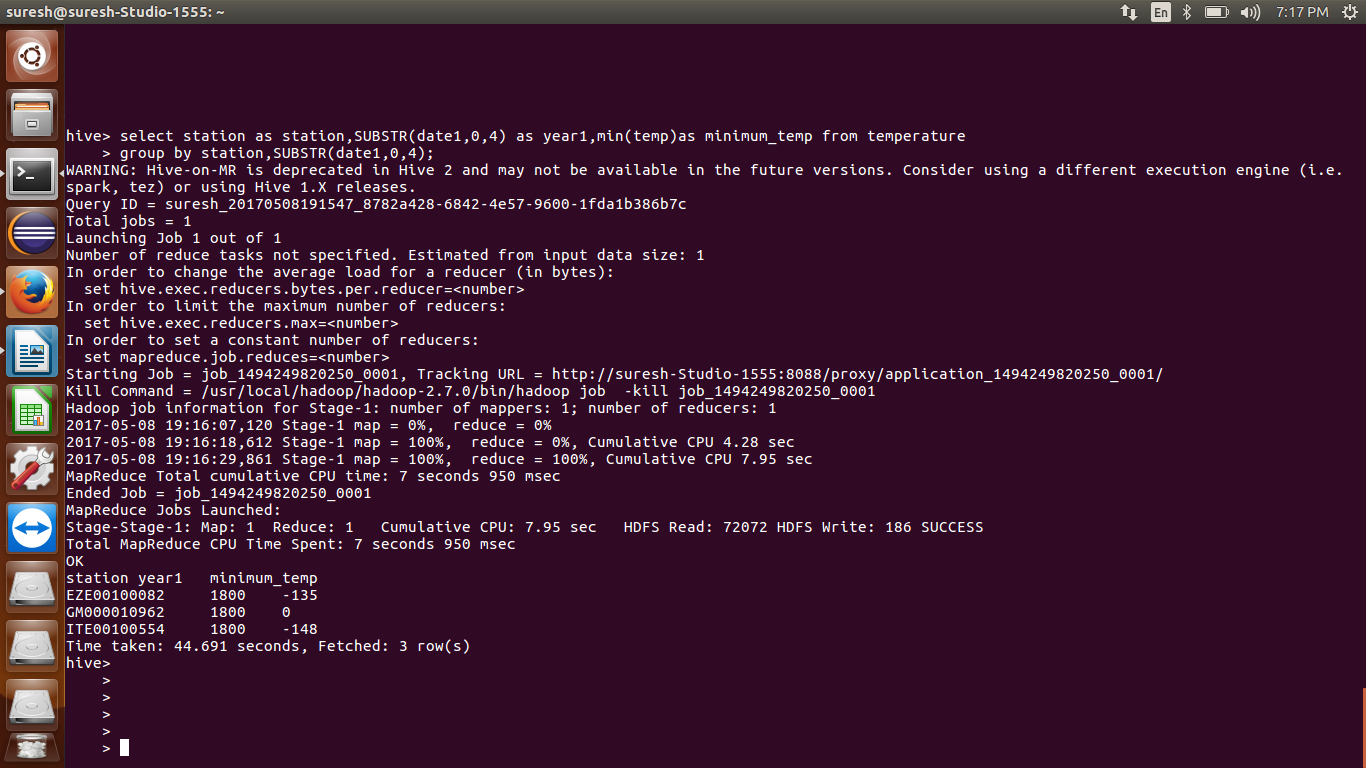 suresh@suresh-Studio-1555: ~
En
7:17 PM
hive> select station as station,SUBSTR(date1,0,4) as year1,min(temp)as minimum_temp from temperature
    > group by station,SUBSTR(date1,0,4);
WARNING: Hive-on-MR is deprecated in Hive 2 and may not be available in the future versions. Consider using a different execution engine (i.e.
spark, tez) or using Hive 1.X releases.
Query ID = suresh_20170508191547_8782a428-6842-4e57-9600-1fda1b386b7c
Total jobs = 1
Launching Job 1 out of 1
Number of reduce tasks not specified. Estimated from input data size: 1
In order to change the average load for a reducer (in bytes):
  set hive.exec.reducers.bytes.per.reducer=<number>
In order to limit the maximum number of reducers:
  set hive.exec.reducers.max=<number>
In order to set a constant number of reducers:
  set mapreduce.job.reduces=<number>
Starting Job = job_1494249820250_0001, Tracking URL = http://suresh-Studio-1555:8088/proxy/application_1494249820250_0001/
Kill Command = /usr/local/hadoop/hadoop-2.7.0/bin/hadoop job  -kill job_1494249820250_0001
Hadoop job information for Stage-1: number of mappers: 1; number of reducers: 1
2017-05-08 19:16:07,120 Stage-1 map = 0%,  reduce = 0%
2017-05-08 19:16:18,612 Stage-1 map = 100%,  reduce = 0%, Cumulative CPU 4.28 sec
2017-05-08 19:16:29,861 Stage-1 map = 100%,  reduce = 100%, Cumulative CPU 7.95 sec
MapReduce Total cumulative CPU time: 7 seconds 950 msec
Ended Job = job_1494249820250_0001
MapReduce Jobs Launched:
Stage-Stage-1: Map: 1  Reduce: 1   Cumulative CPU: 7.95 sec   HDFS Read: 72072 HDFS Write: 186 SUCCESS
Total MapReduce CPU Time Spent: 7 seconds 950 msec
OK
station year1   minimum_temp
EZE00100082     1800    -135
GM000010962     1800    0
ITE00100554     1800    -148
Time taken: 44.691 seconds, Fetched: 3 row(s)
hive>
    >
    >
    >
    >
    >